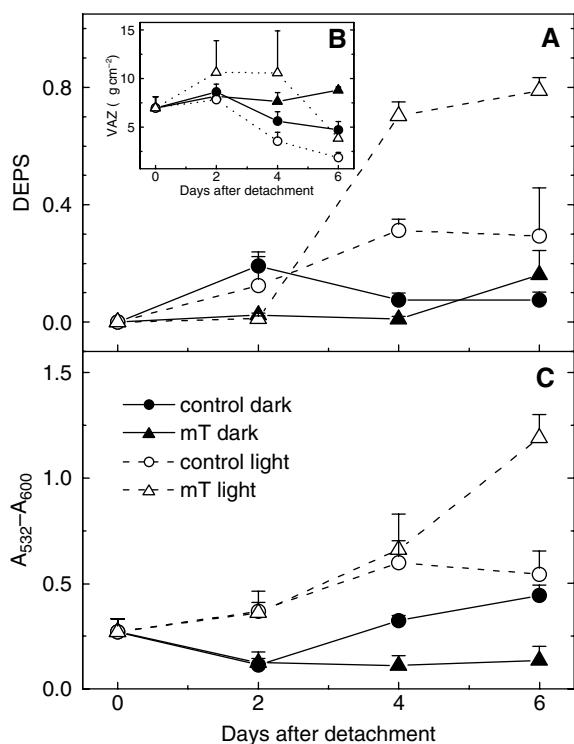 A
0.8
0.4
0.0
DEPS
B
15
10
5
VAZ ( g cm−2)
0 2 4 6
Days after detachment
C
1.5
1.0
0.5
0.0
A532−A600
control dark
mT dark
control light
mT light
0 2 4 6
Days after detachment